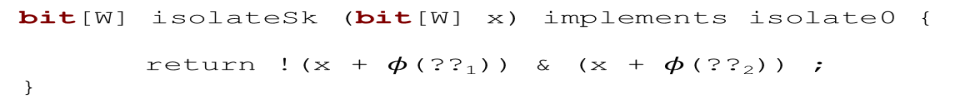 bit[W] isolateSk (bit[W] x) implements isolate0 {
return !(x + ϕ(??₁)) & (x + ϕ(??₂)) ;
}